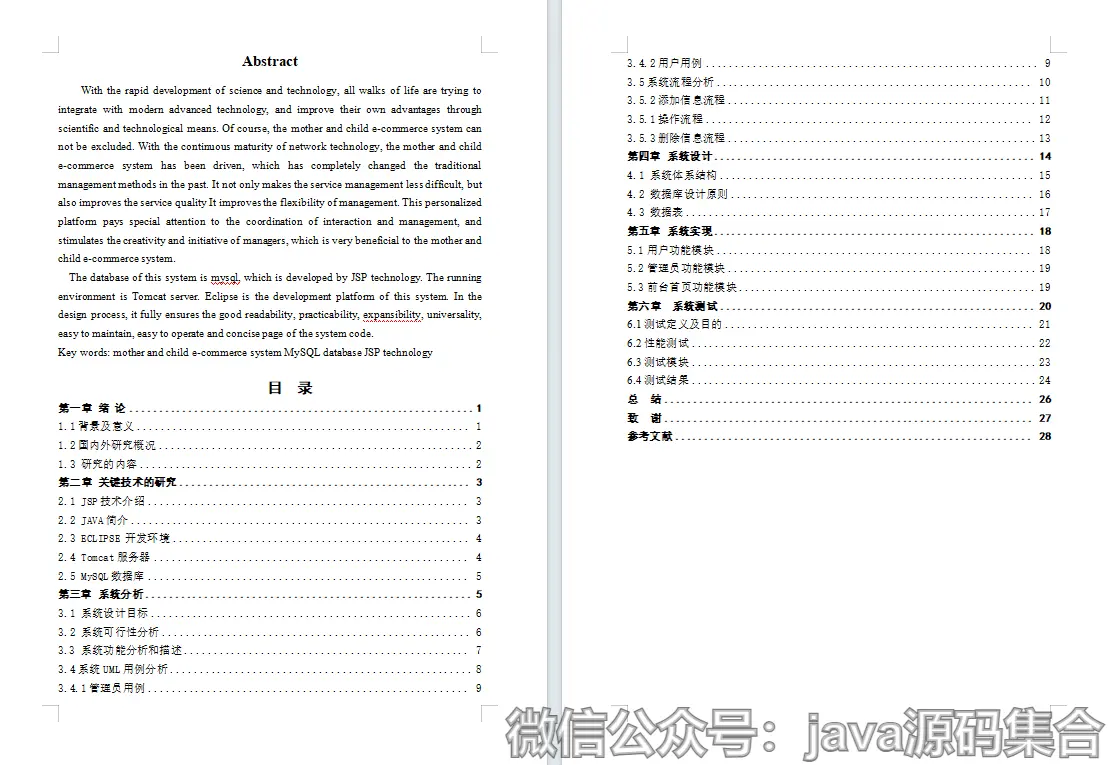 Abstract
With the rapid development of science and technology, all walks of life are trying to
integrate with modern advanced technology, and improve their own advantages through
scientific and technological means. Of course, the mother and child e-commerce system can
not be excluded. With the continuous maturity of network technology, the mother and child
e-commerce system has been driven, which has completely changed the traditional
management methods in the past. It not only makes the service management less difficult, but
also improves the service quality It improves the flexibility of management. This personalized
platform pays special attention to the coordination of interaction and management, and
stimulates the creativity and initiative of managers, which is very beneficial to the mother and
child e-commerce system.
The database of this system is mysql, which is developed by JSP technology. The running
environment is Tomcat server. Eclipse is the development platform of this system. In the
design process, it fully ensures the good readability, practicability, expansibility, universality,
easy to maintain, easy to operate and concise page of the system code.
Key words: mother and child e-commerce system MySQL database JSP technology
目 录
第一章 绪 论 1
1.1背景及意义 1
1.2国内外研究概况 2
1.3 研究的内容 2
第二章 关键技术的研究 3
2.1 JSP技术介绍 3
2.2 JAVA简介 3
2.3 ECLIPSE 开发环境 4
2.4 Tomcat服务器 4
2.5 MySQL数据库 5
第三章 系统分析 5
3.1 系统设计目标 6
3.2 系统可行性分析 6
3.3 系统功能分析和描述 7
3.4系统UML用例分析 8
3.4.1管理员用例 9
3.4.2用户用例 9
3.5系统流程分析 10
3.5.2添加信息流程 11
3.5.1操作流程 12
3.5.3删除信息流程 13
第四章 系统设计 14
4.1 系统体系结构 15
4.2 数据库设计原则 16
4.3 数据表 17
第五章 系统实现 18
5.1用户功能模块 18
5.2管理员功能模块 19
5.3前台首页功能模块 19
第六章 系统测试 20
6.1测试定义及目的 21
6.2性能测试 22
6.3测试模块 23
6.4测试结果 24
总 结 26
致 谢 27
参考文献 28
微信公众号：java源码集合